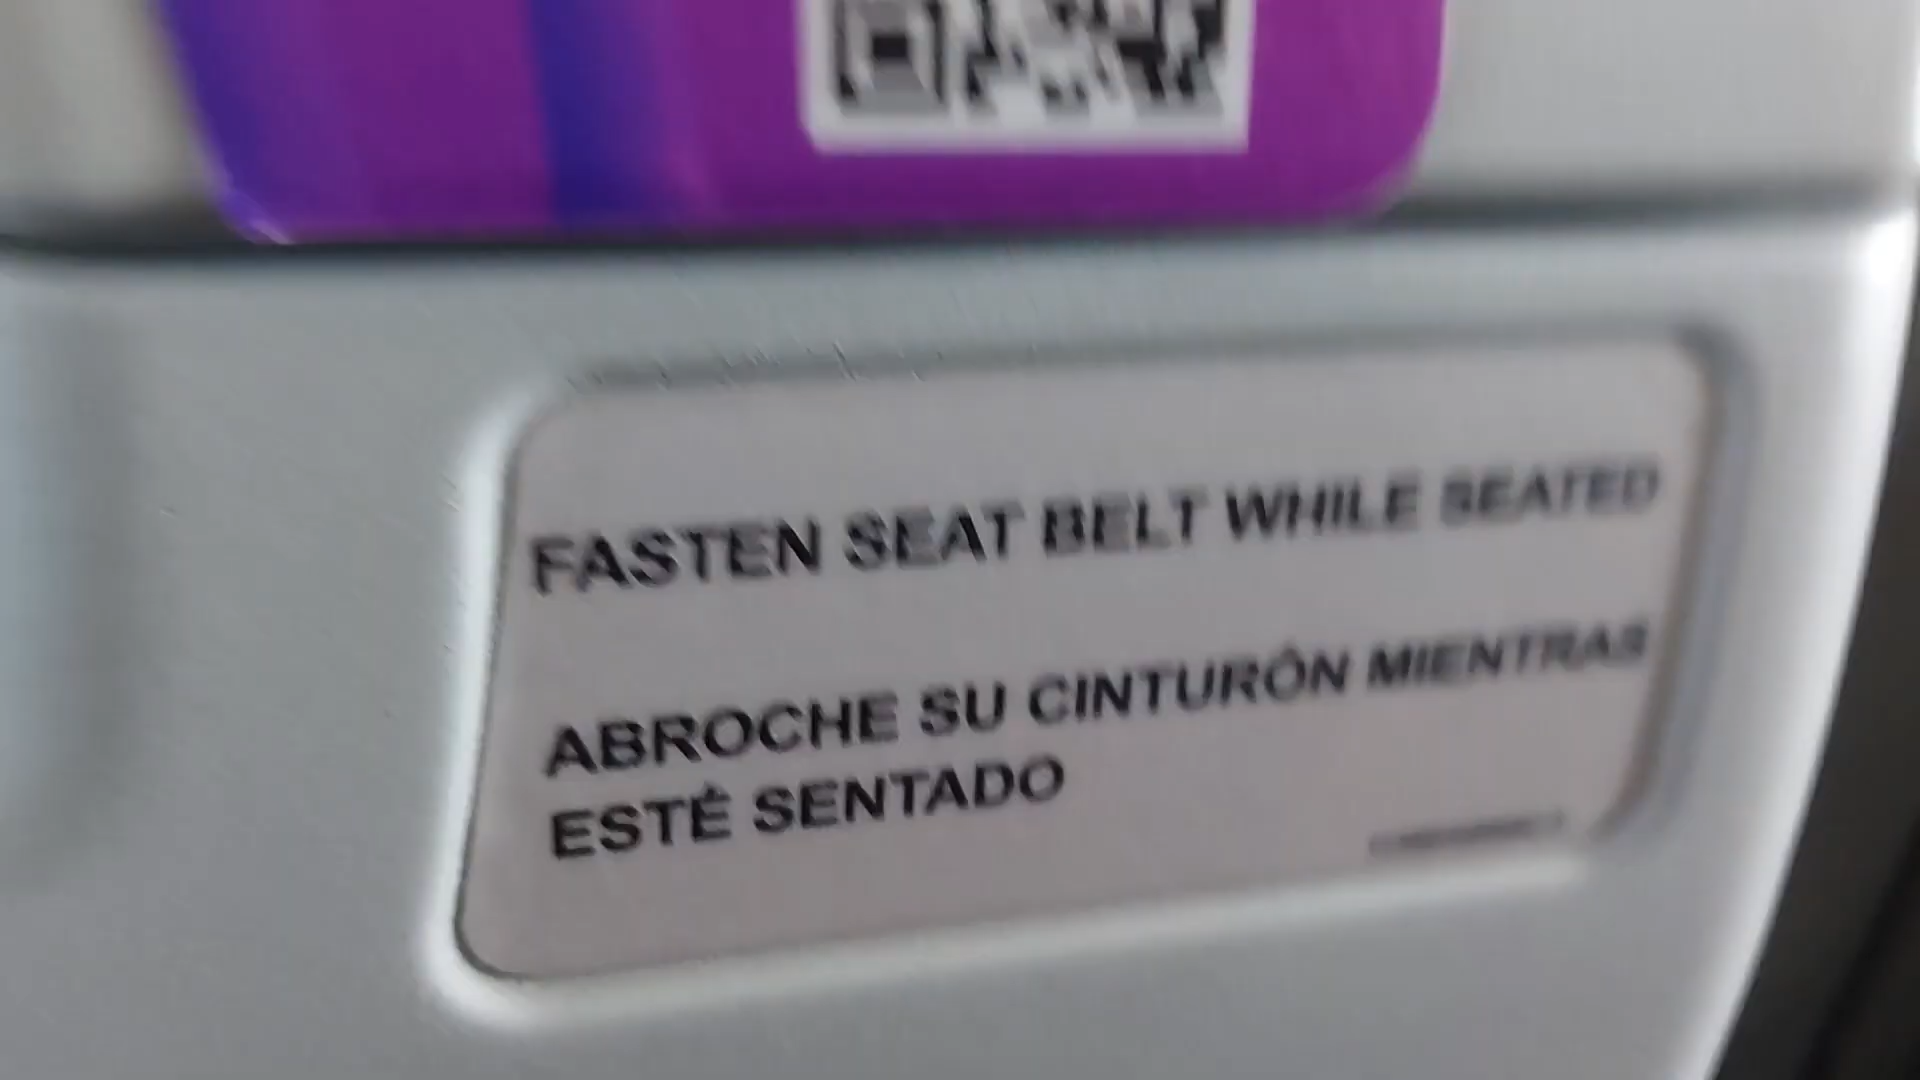 FASTEN SEAT BELT WHILE SEATED
ABROCHE SU CINTURÓN MIENTRAS
ESTÉ SENTADO